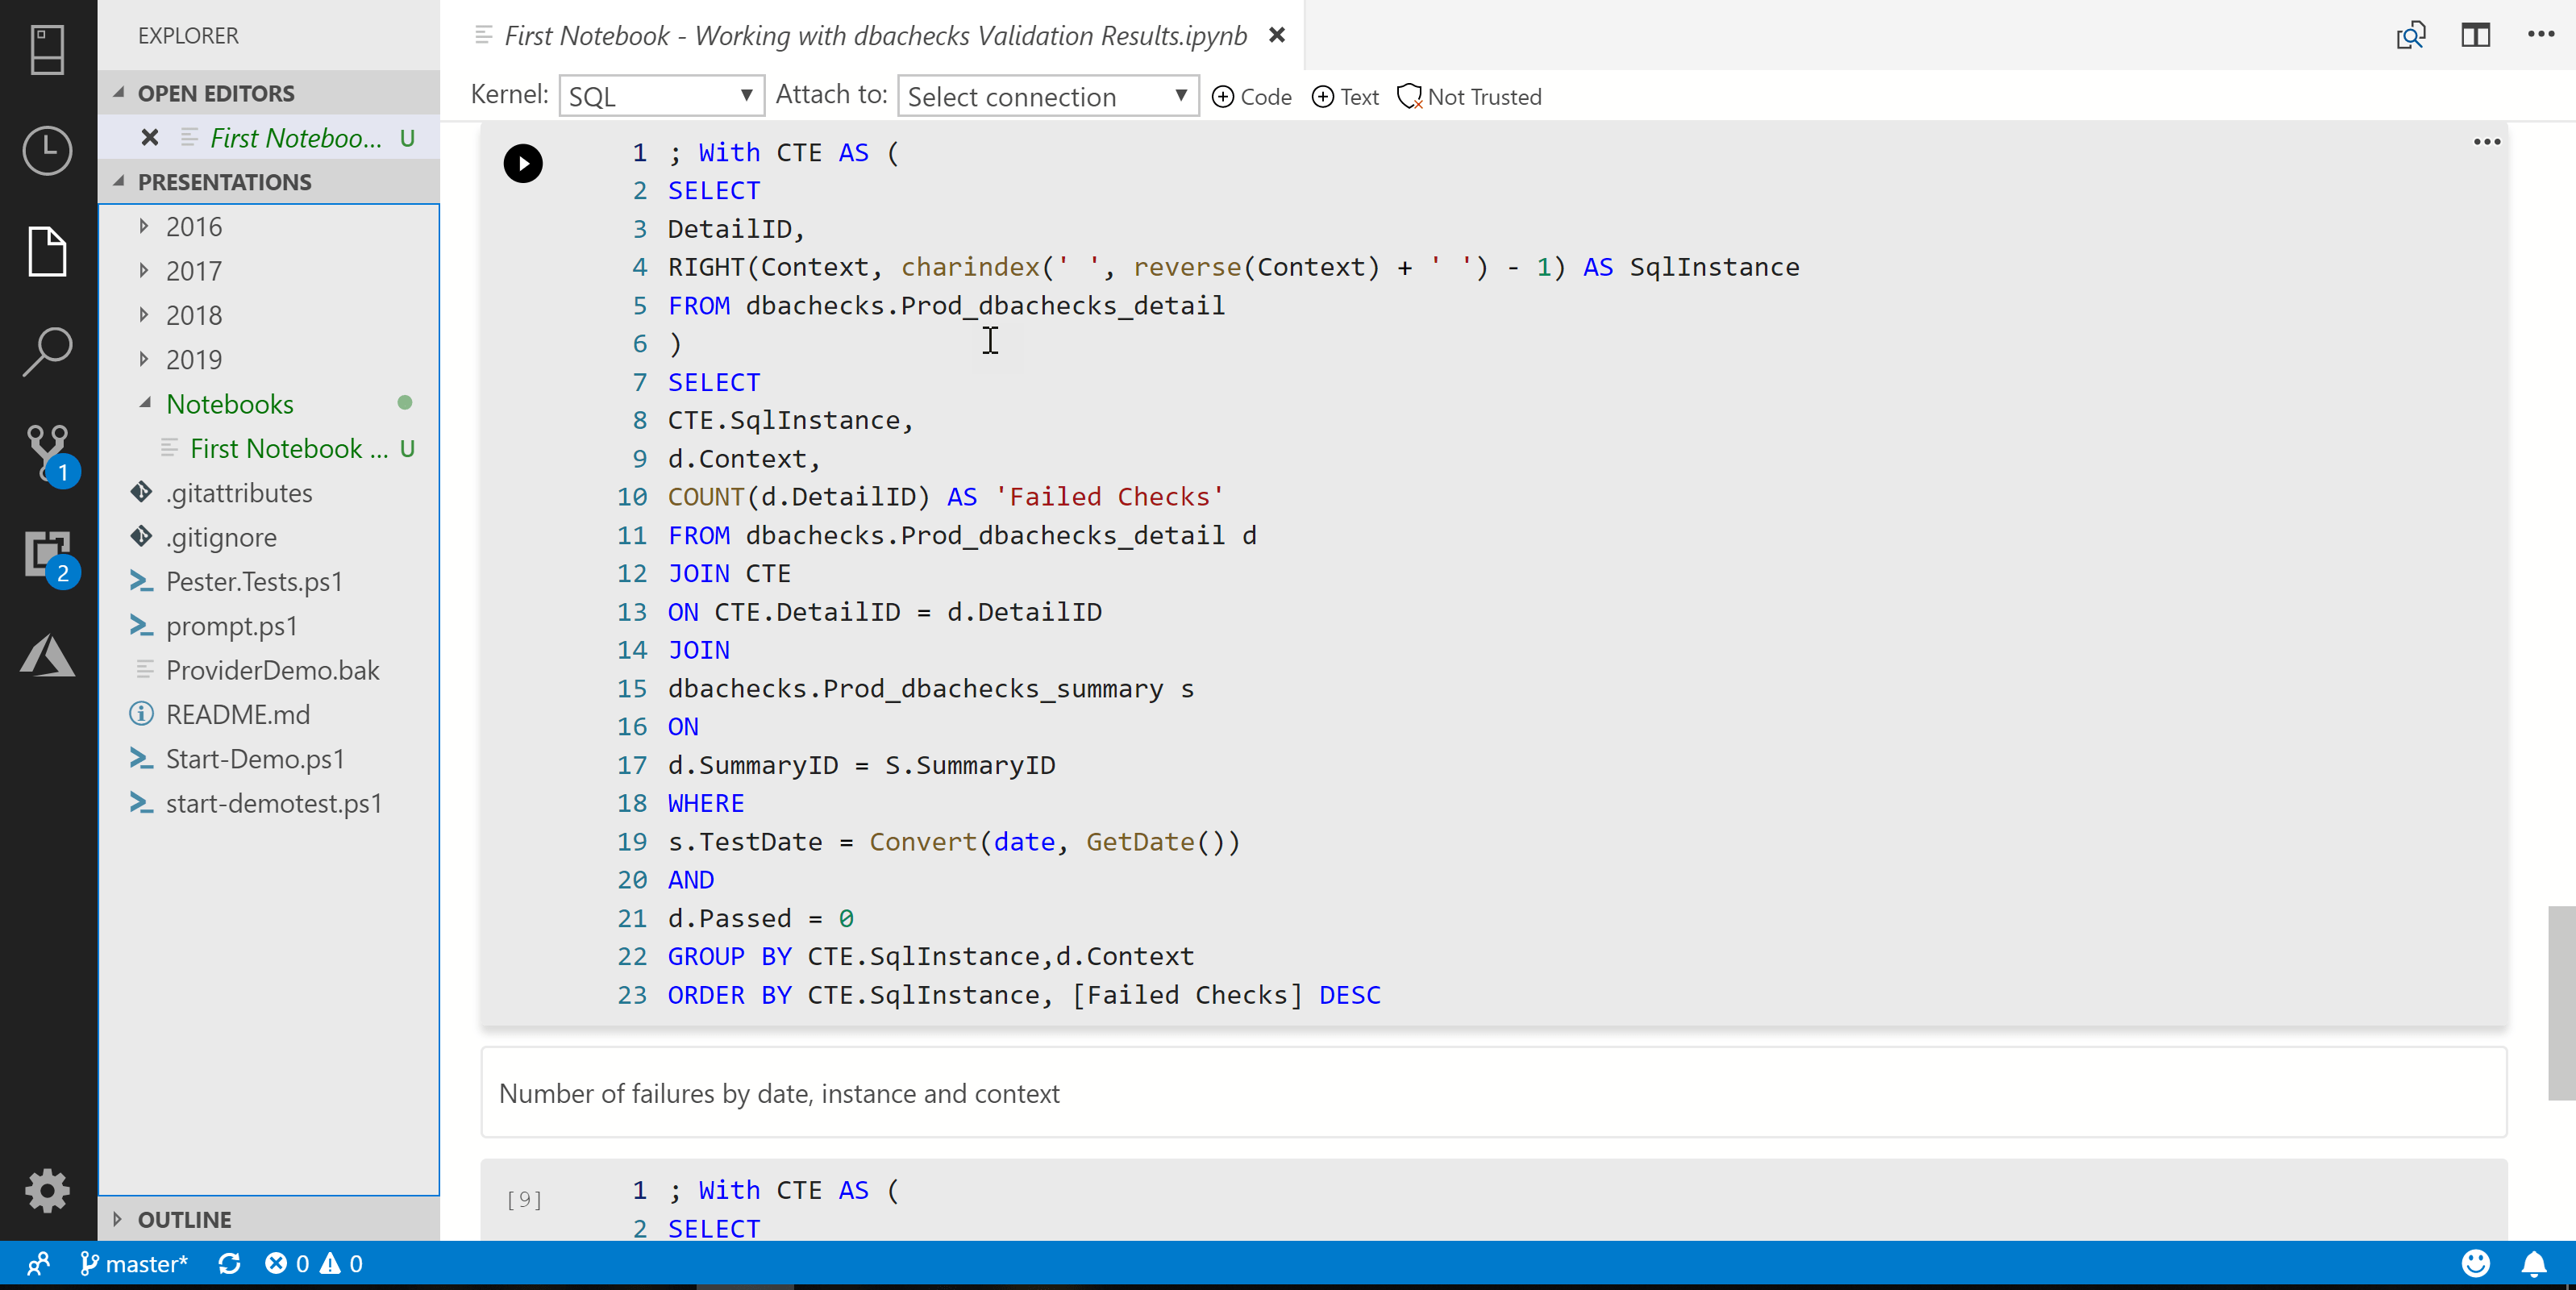 EXPLORER
OPEN EDITORS
First Noteboo... U
PRESENTATIONS
2016
2017
2018
2019
Notebooks
First Notebook ... U
.gitattributes
.gitignore
Pester.Tests.ps1
prompt.ps1
ProviderDemo.bak
README.md
Start-Demo.ps1
start-demotest.ps1
OUTLINE
1
2
First Notebook - Working with dbachecks Validation Results.ipynb
Kernel: SQL Attach to: Select connection Code Text Not Trusted
1 ; With CTE AS (
2 SELECT
3 DetailID,
4 RIGHT(Context, charindex(' ', reverse(Context) + ' ') - 1) AS SqlInstance
5 FROM dbachecks.Prod_dbachecks_detail
6 )
7 SELECT
8 CTE.SqlInstance,
9 d.Context,
10 COUNT(d.DetailID) AS 'Failed Checks'
11 FROM dbachecks.Prod_dbachecks_detail d
12 JOIN CTE
13 ON CTE.DetailID = d.DetailID
14 JOIN
15 dbachecks.Prod_dbachecks_summary s
16 ON
17 d.SummaryID = S.SummaryID
18 WHERE
19 s.TestDate = Convert(date, GetDate())
20 AND
21 d.Passed = 0
22 GROUP BY CTE.SqlInstance,d.Context
23 ORDER BY CTE.SqlInstance, [Failed Checks] DESC
Number of failures by date, instance and context
[9]
1 ; With CTE AS (
2 SELECT
master* 0 0